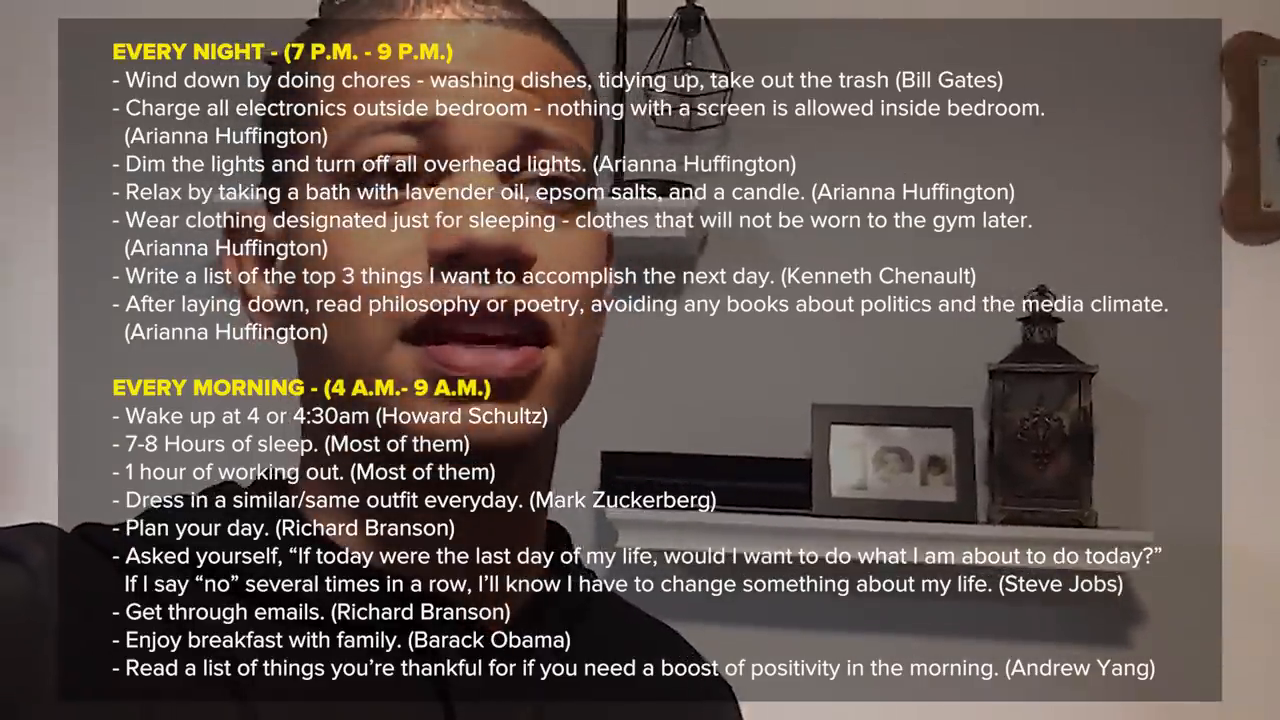 EVERY NIGHT - (7 P.M. - 9 P.M.)
- Wind down by doing chores - washing dishes, tidying up, take out the trash (Bill Gates)
- Charge all electronics outside bedroom - nothing with a screen is allowed inside bedroom.
(Arianna Huffington)
- Dim the lights and turn off all overhead lights. (Arianna Huffington)
- Relax by taking a bath with lavender oil, epsom salts, and a candle. (Arianna Huffington)
- Wear clothing designated just for sleeping - clothes that will not be worn to the gym later.
(Arianna Huffington)
- Write a list of the top 3 things I want to accomplish the next day. (Kenneth Chenault)
- After laying down, read philosophy or poetry, avoiding any books about politics and the media climate.
(Arianna Huffington)
EVERY MORNING - (4 A.M.- 9 A.M.)
- Wake up at 4 or 4:30am (Howard Schultz)
- 7-8 Hours of sleep. (Most of them)
- 1 hour of working out. (Most of them)
- Dress in a similar/same outfit everyday. (Mark Zuckerberg)
- Plan your day. (Richard Branson)
- Asked yourself, “If today were the last day of my life, would I want to do what I am about to do today?”
If I say “no” several times in a row, I’ll know I have to change something about my life. (Steve Jobs)
- Get through emails. (Richard Branson)
- Enjoy breakfast with family. (Barack Obama)
- Read a list of things you’re thankful for if you need a boost of positivity in the morning. (Andrew Yang)